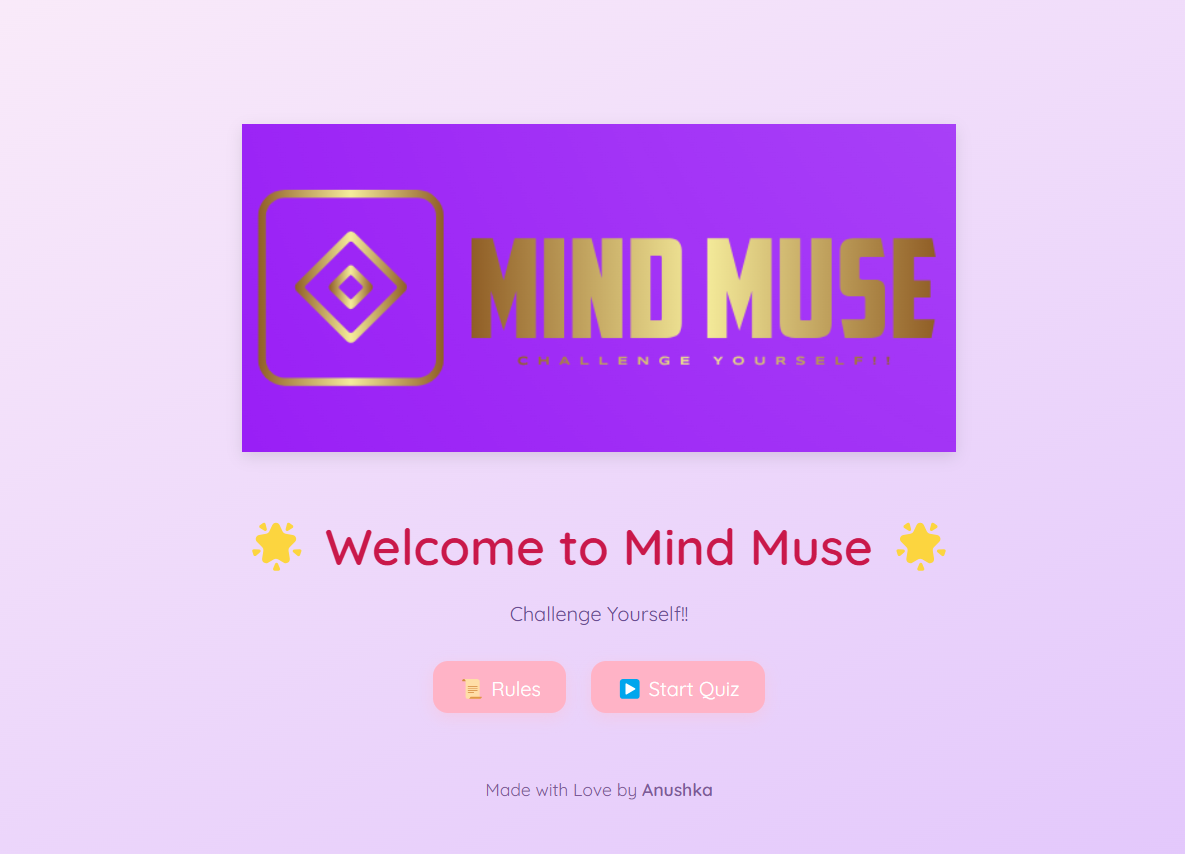 MIND MUSE
CHALLENGE YOURSELF!!
🌟 Welcome to Mind Muse 🌟
Challenge Yourself!!
📜 Rules
▶️ Start Quiz
Made with Love by Anushka